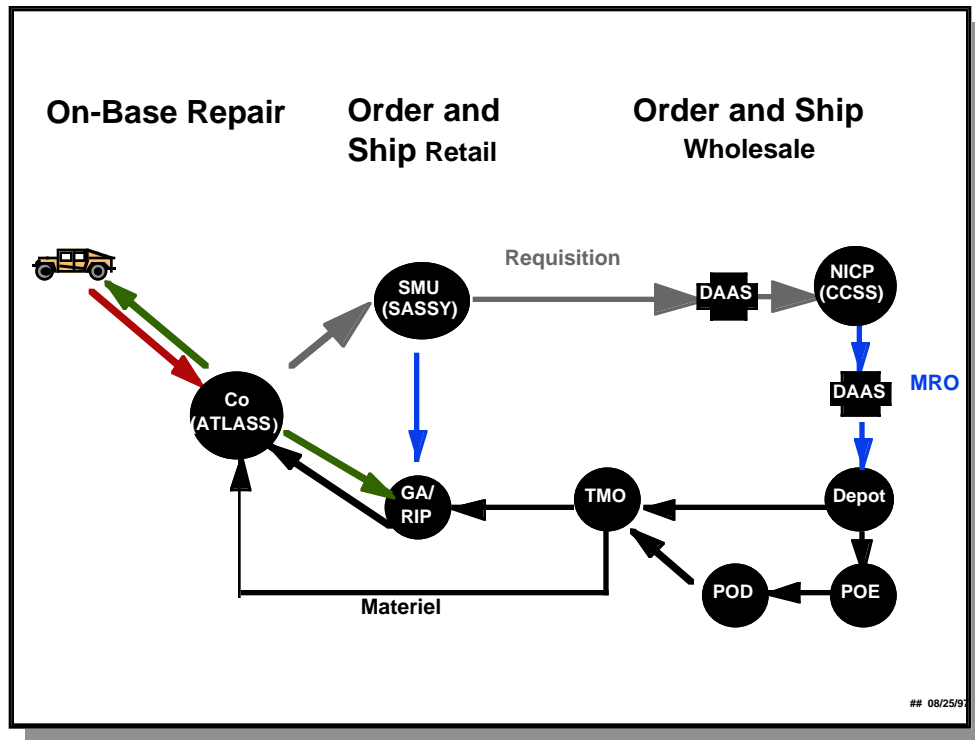 On-Base Repair
Order and
Ship Retail
Order and Ship
Wholesale
Requisition
SMU
(SASSY)
DAAS
NICP
(CCSS)
DAAS
MRO
Co
(ATLASS)
GA/
RIP
TMO
Depot
POD
POE
Materiel
## 08/25/97